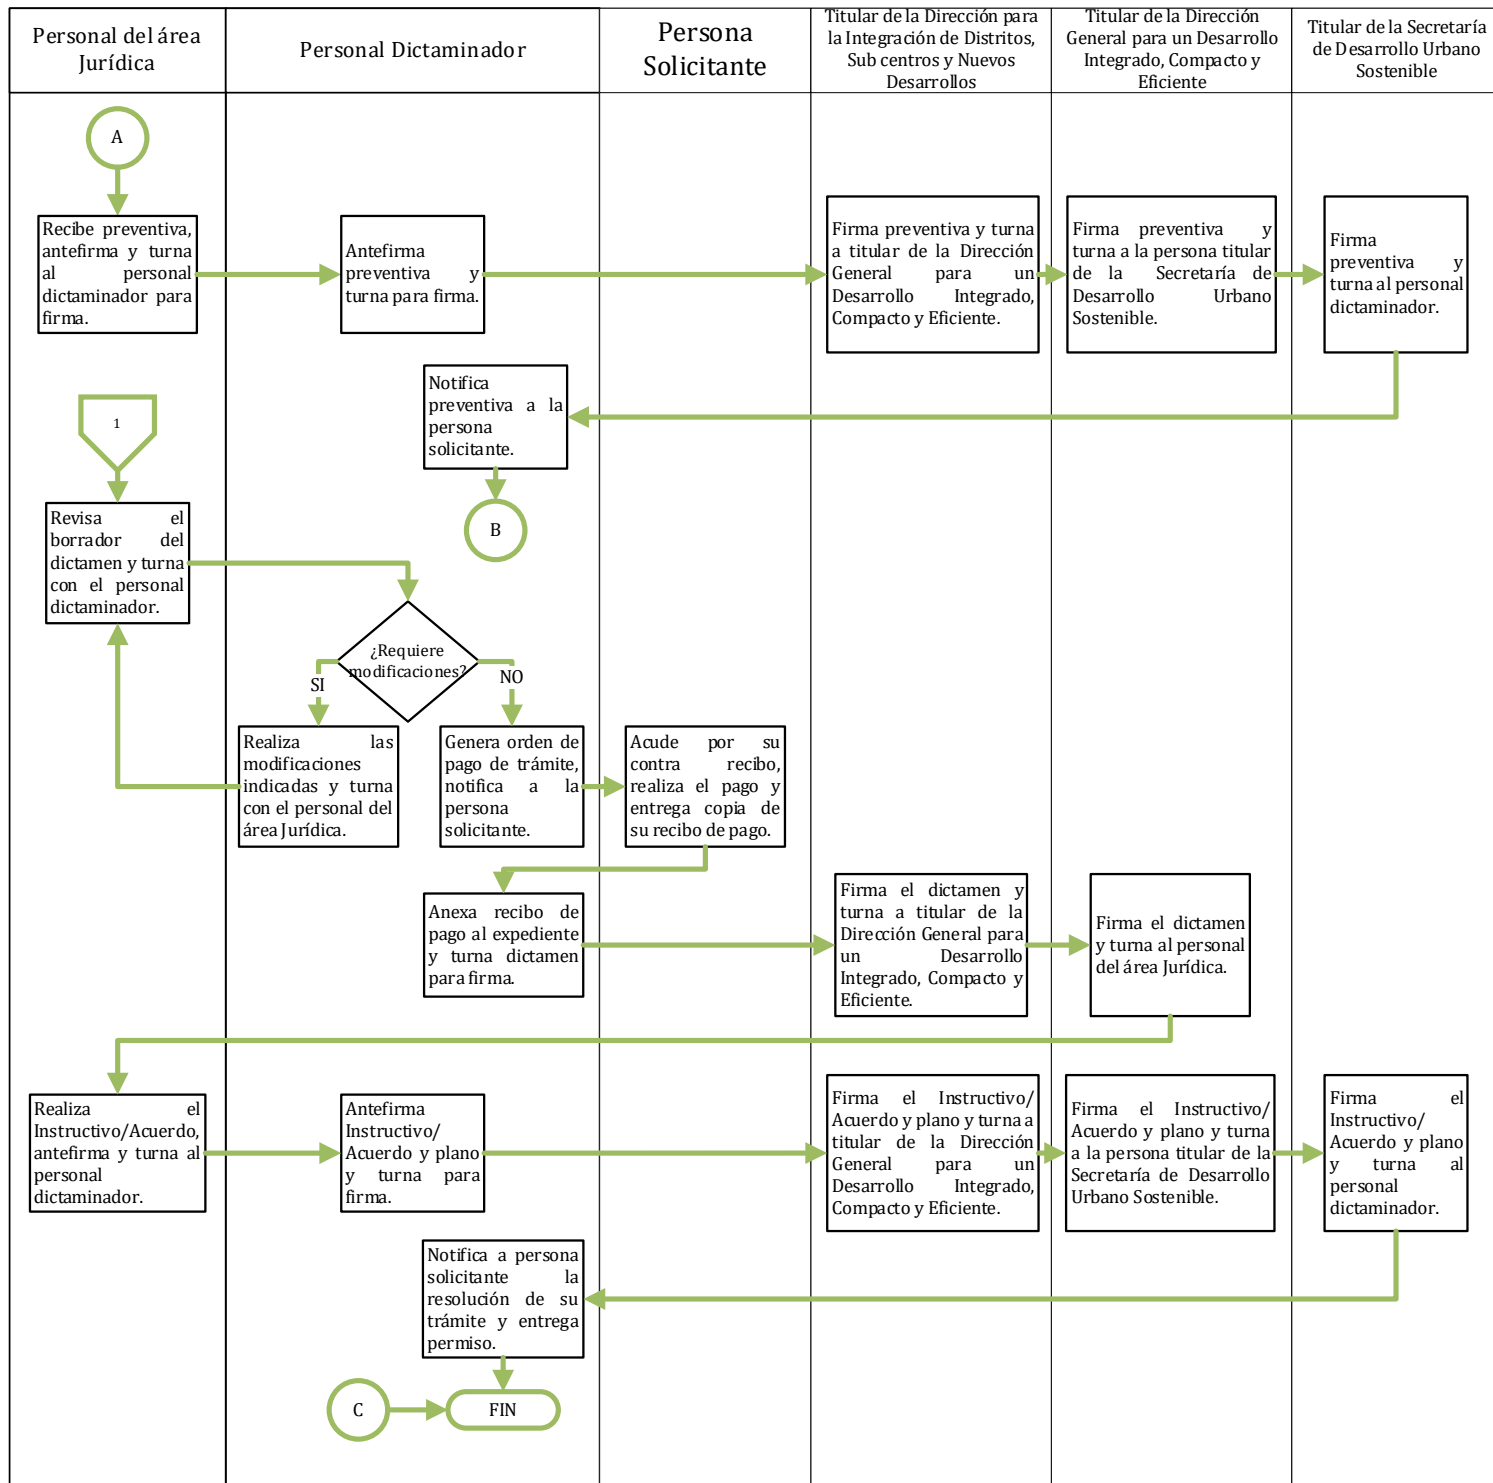 Personal del área
Jurídica
Personal Dictaminador
Persona
Solicitante
Titular de la Dirección para
la Integración de Distritos,
Sub centros y Nuevos
Desarrollos
Titular de la Dirección
General para un Desarrollo
Integrado, Compacto y
Eficiente
Titular de la Secretaría
de Desarrollo Urbano
Sostenible
A
Recibe preventiva,
antefirma y turna
al personal
dictaminador para
firma.
Antefirma
preventiva y
turna para firma.
Firma preventiva y turna
a titular de la Dirección
General para un
Desarrollo Integrado,
Compacto y Eficiente.
Firma preventiva y
turna a la persona titular
de la Secretaría de
Desarrollo Urbano
Sostenible.
Firma
preventiva y
turna al personal
dictaminador.
Notifica
preventiva a la
persona
solicitante.
B
1
Revisa el
borrador del
dictamen y turna
con el personal
dictaminador.
¿Requiere
modificaciones?
SI
NO
Realiza las
modificaciones
indicadas y turna
con el personal del
área Jurídica.
Genera orden de
pago de trámite,
notifica a la
persona
solicitante.
Acude por su
contra recibo,
realiza el pago y
entrega copia de
su recibo de pago.
Anexa recibo de
pago al expediente
y turna dictamen
para firma.
Firma el dictamen y
turna a titular de la
Dirección General para
un Desarrollo
Integrado, Compacto y
Eficiente.
Firma el dictamen
y turna al personal
del área Jurídica.
Realiza el
Instructivo/Acuerdo,
antefirma y turna al
personal
dictaminador.
Antefirma
Instructivo/
Acuerdo y plano
y turna para
firma.
Firma el Instructivo/
Acuerdo y plano y turna a
titular de la Dirección
General para un
Desarrollo Integrado,
Compacto y Eficiente.
Firma el Instructivo/
Acuerdo y plano y turna
a la persona titular de la
Secretaría de Desarrollo
Urbano Sostenible.
Firma el
Instructivo/
Acuerdo y plano
y turna al
personal
dictaminador.
Notifica a persona
solicitante la
resolución de su
trámite y entrega
permiso.
C
FIN